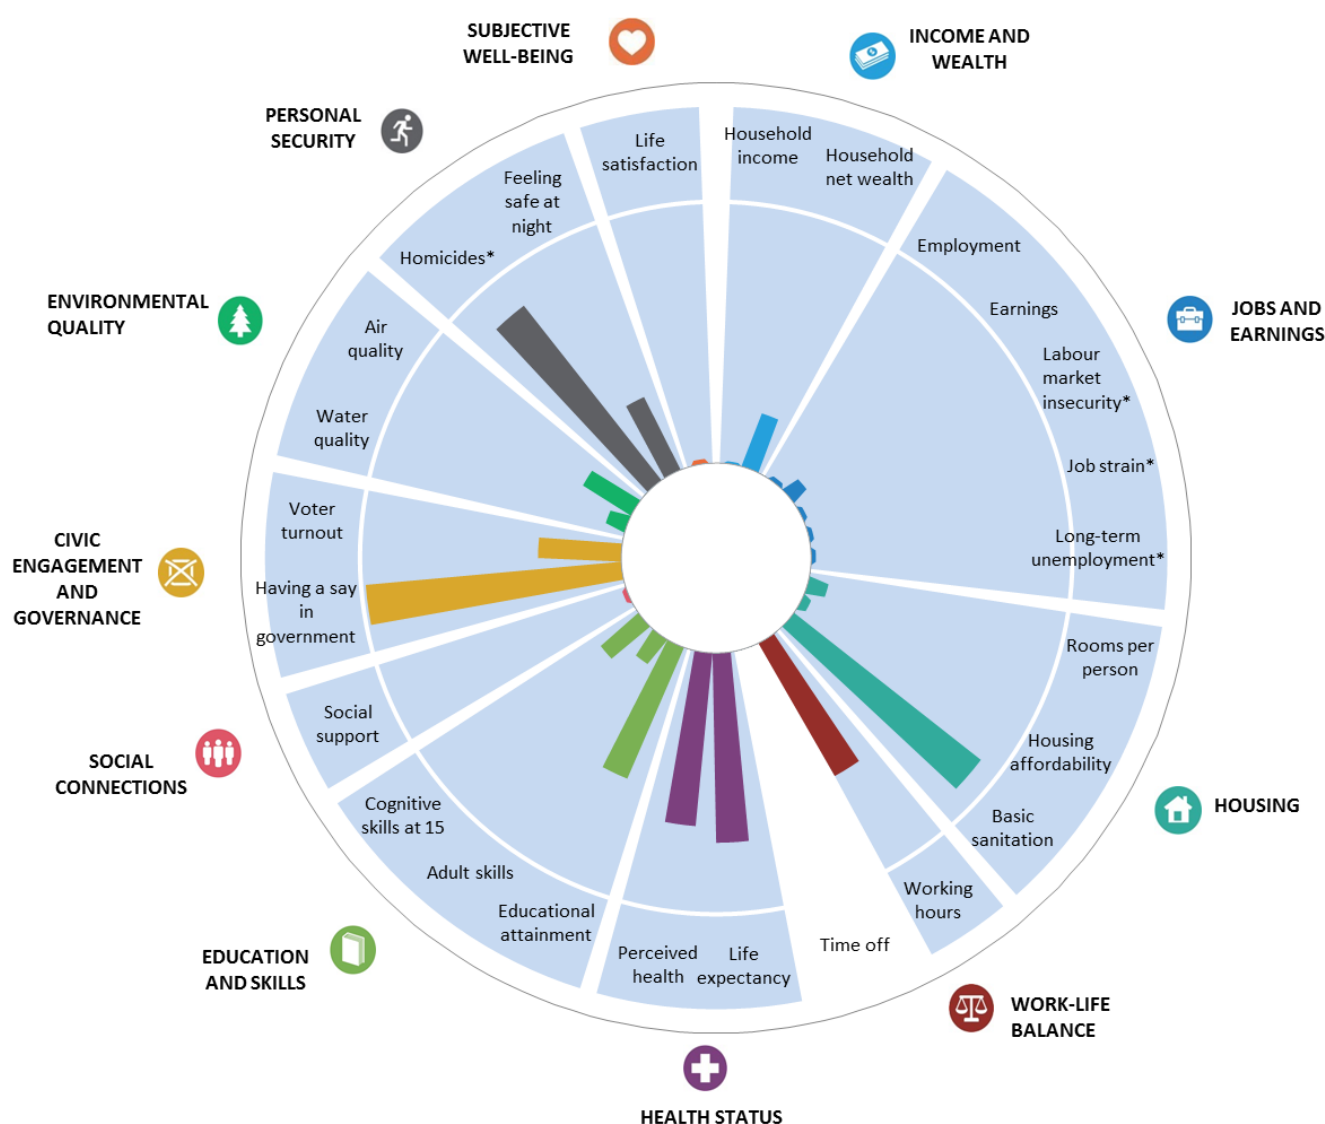 SUBJECTIVE
WELL-BEING
INCOME AND
WEALTH
PERSONAL
SECURITY
Life
satisfaction
Household
income
Household
net wealth
Feeling
safe at
night
Homicides*
Employment
ENVIRONMENTAL
QUALITY
Air
quality
Water
quality
Earnings
JOBS AND
EARNINGS
Labour
market
insecurity*
Job strain*
Long-term
unemployment*
CIVIC
ENGAGEMENT
AND
GOVERNANCE
Voter
turnout
Having a say
in
government
Rooms per
person
Housing
affordability
Basic
sanitation
HOUSING
SOCIAL
CONNECTIONS
Social
support
Cognitive
skills at 15
Adult skills
Educational
attainment
EDUCATION
AND SKILLS
Perceived
health
Life
expectancy
Time off
Working
hours
WORK-LIFE
BALANCE
HEALTH STATUS